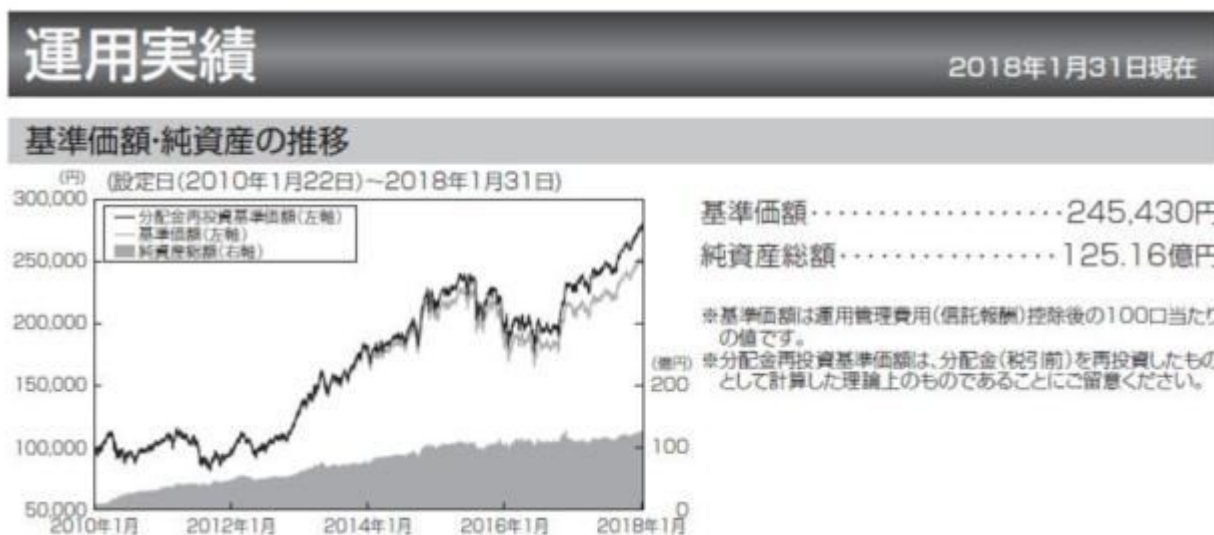 運用実績
2018年1月31日現在
基準価額・純資産の推移
(円) (設定日(2010年1月22日)～2018年1月31日)
300,000
250,000
200,000
150,000
100,000
50,000
分配金再投資基準価額(左軸)
基準価額(左軸)
純資産総額(右軸)
(億円)
200
100
0
2010年1月 2012年1月 2014年1月 2016年1月 2018年1月
基準価額・・・・・・・・・・・・・・・・・・245,430円
純資産総額・・・・・・・・・・・・・・・・125.16億円
※基準価額は運用管理費用(信託報酬)控除後の100口当たり
の値です。
※分配金再投資基準価額は、分配金(税引前)を再投資したもの
として計算した理論上のものであることにご留意ください。